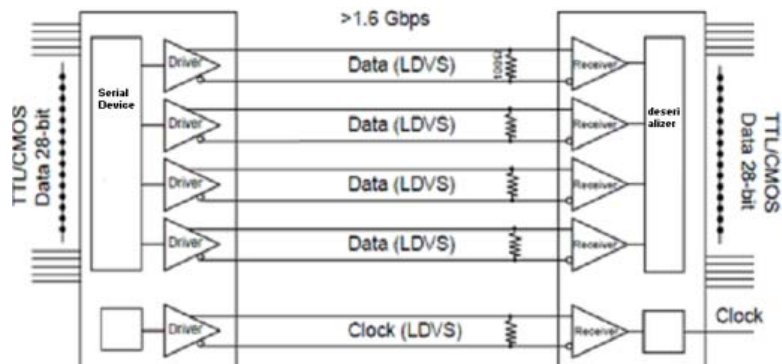 >1.6 Gbps
TTL/CMOS
Data 28-bit
Serial
Device
Driver
Data (LDVS)
100Ω
Receiver
Driver
Data (LDVS)
Receiver
Driver
Data (LDVS)
Receiver
Driver
Data (LDVS)
Receiver
Driver
Clock (LDVS)
Receiver
deseri
alizer
TTL/CMOS
Data 28-bit
Clock